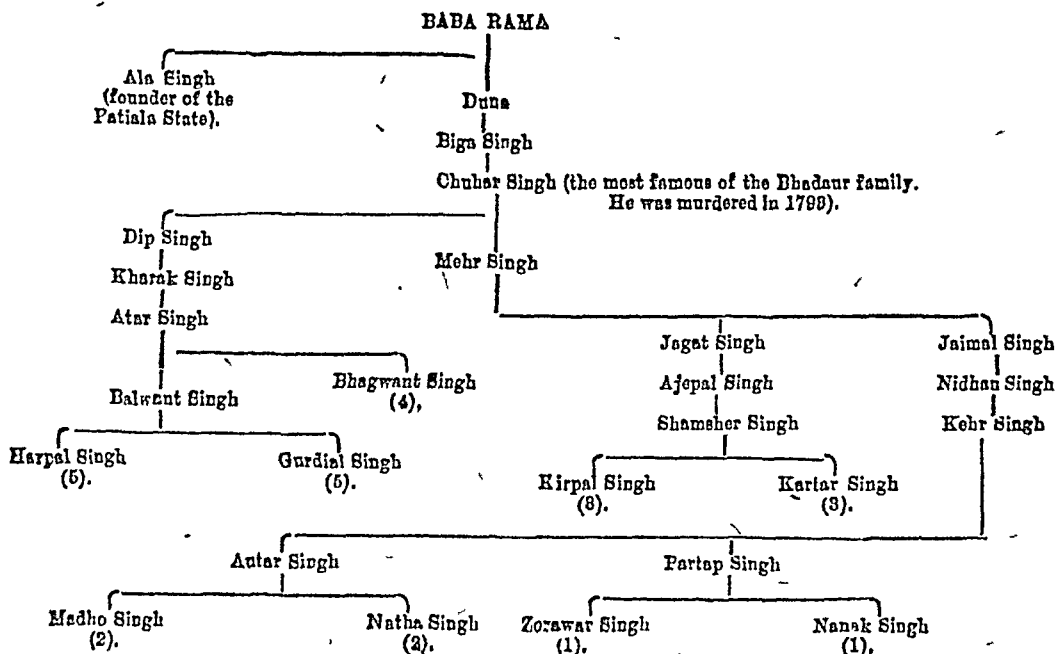 BABA RAMA
Ala Singh
(founder of the
Patiala State).
Duna
Biga Singh
Chuhar Singh (the most famous of the Bhadaur family.
He was murdered in 1793).
Dip Singh
Mehr Singh
Kharak Singh
Atar Singh
Jagat Singh
Jaimal Singh
Bhagwant Singh
(4).
Ajepal Singh
Nidhan Singh
Balwant Singh
Shamsher Singh
Kehr Singh
Harpal Singh
(5).
Gurdial Singh
(5).
Kirpal Singh
(3).
Kartar Singh
(3).
Autar Singh
Partap Singh
Madho Singh
(2).
Natha Singh
(2).
Zorawar Singh
(1).
Nanak Singh
(1).